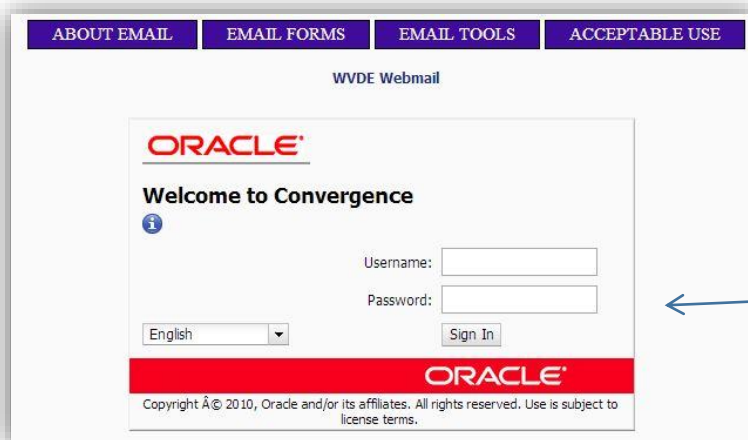 ABOUT EMAIL EMAIL FORMS EMAIL TOOLS ACCEPTABLE USE
WVDE Webmail
ORACLE®
Welcome to Convergence
i
Username:
Password:
English Sign In
ORACLE®
Copyright Â© 2010, Oracle and/or its affiliates. All rights reserved. Use is subject to
license terms.